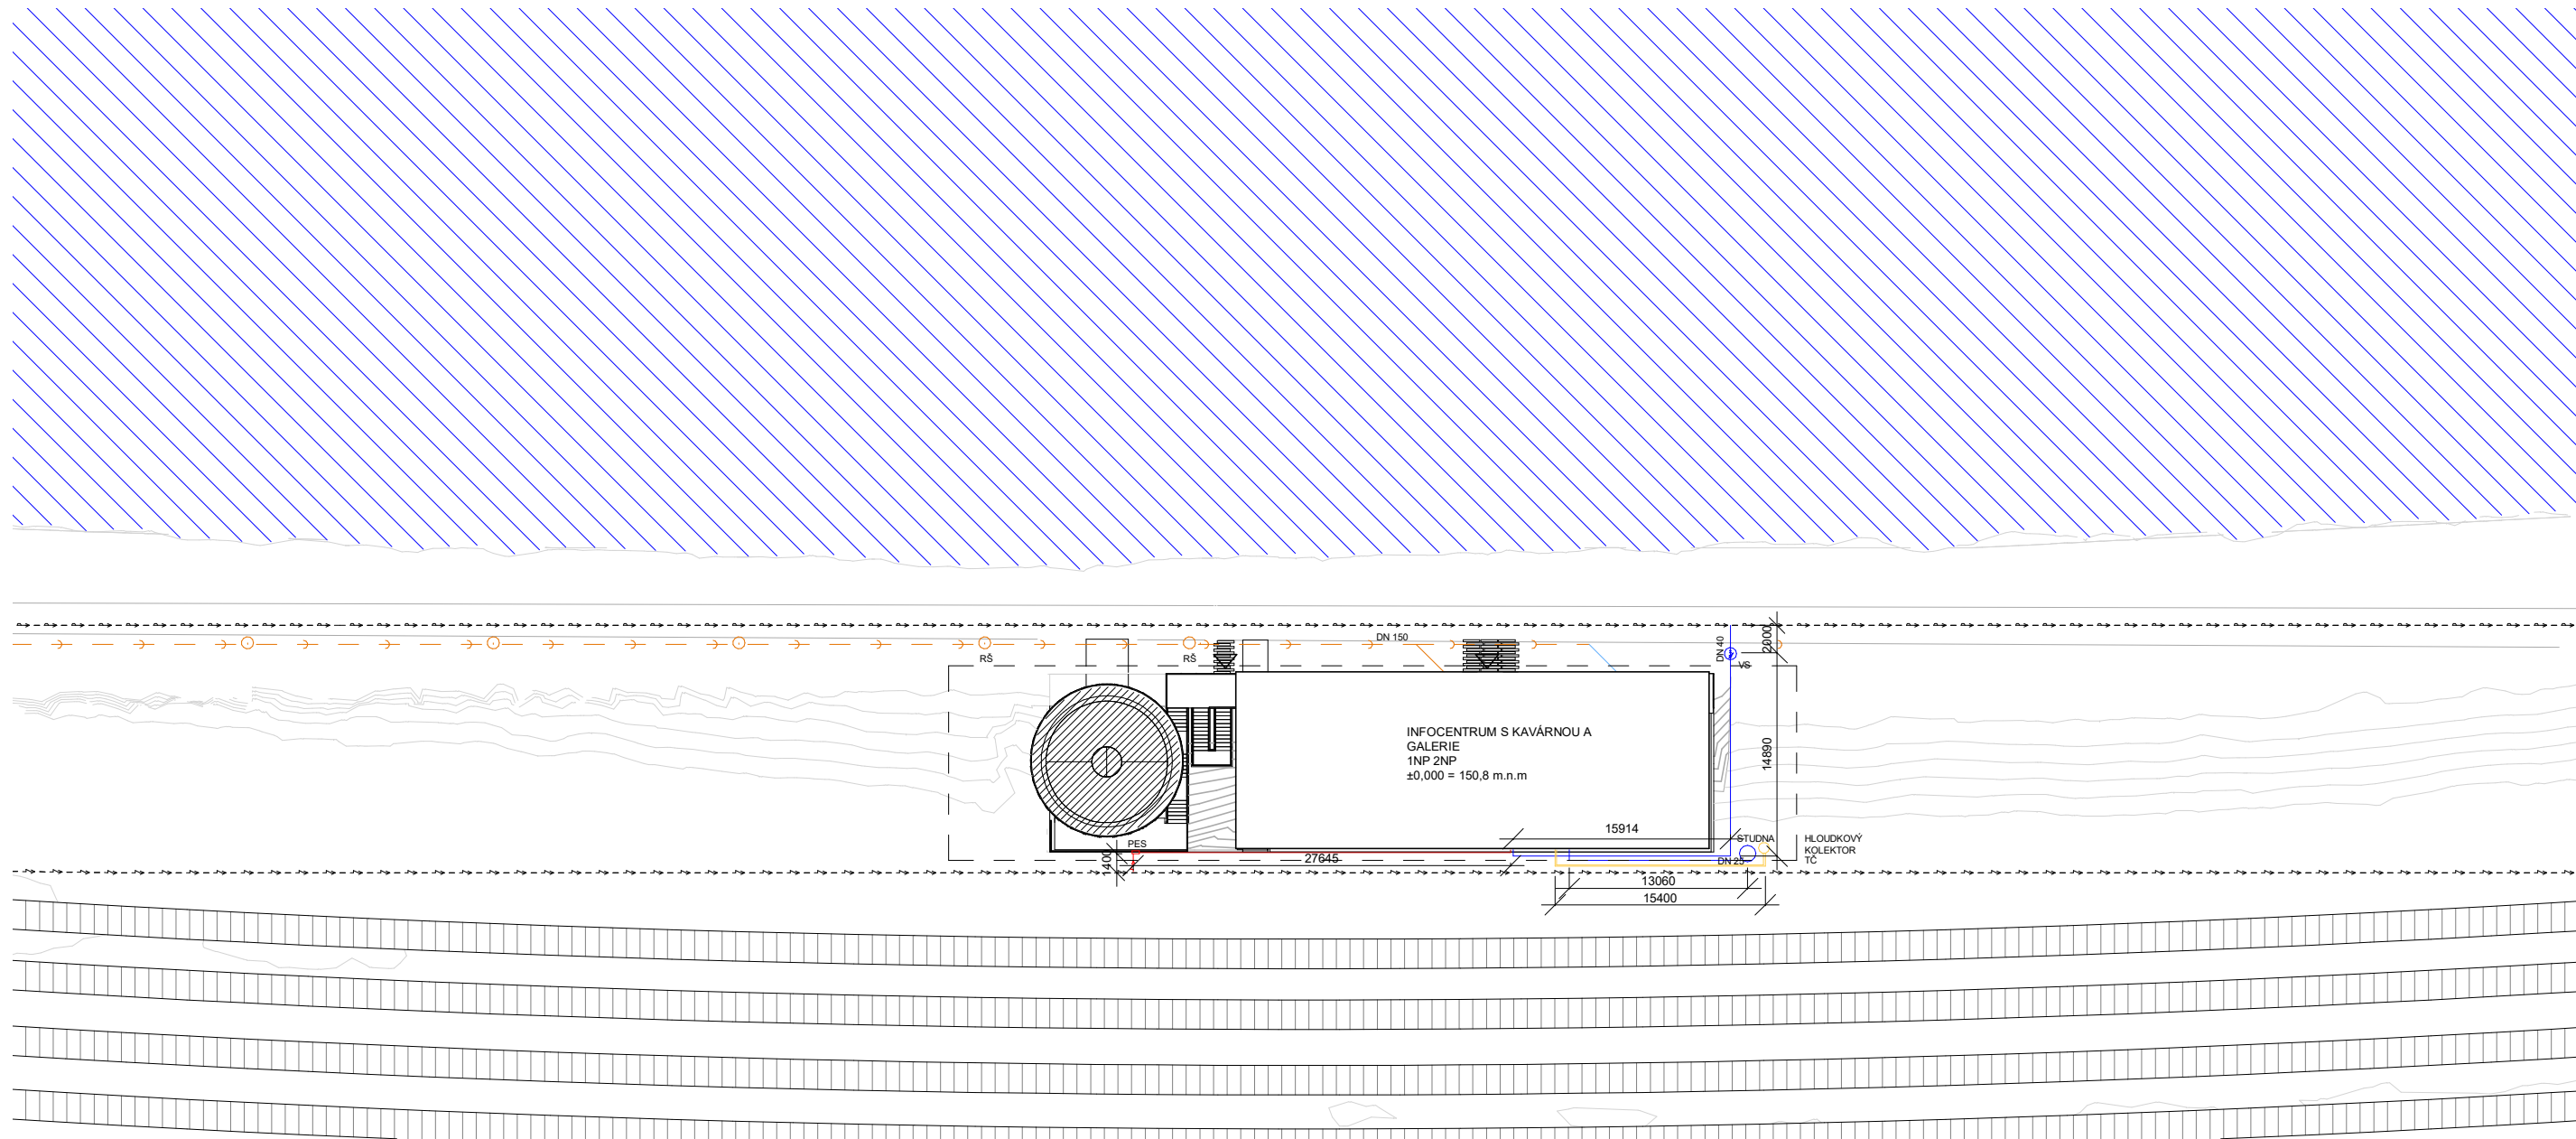 DN 150
DN 40
2000
RŠ
RŠ
VS
INFOCENTRUM S KAVÁRNOU A
GALERIE
1NP 2NP
±0,000 = 150,8 m.n.m
14890
15914
STUDNA
HLOUDKOVÝ
KOLEKTOR
TČ
PES
1400
27645
DN 25
13060
15400